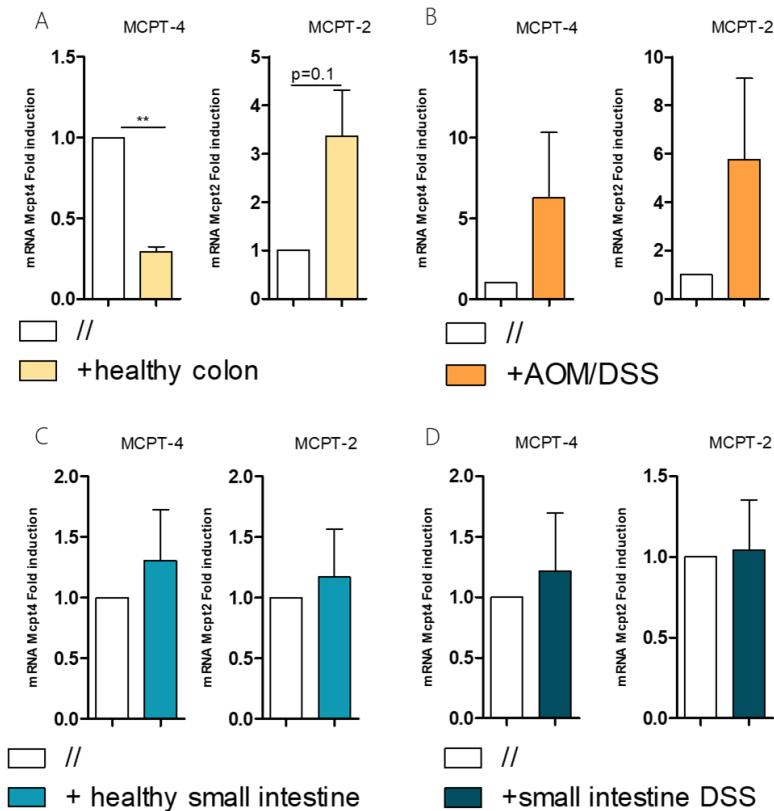 A
MCPT-4
mRNA Mcpt4 Fold induction
1.5
1.0
0.5
0.0
**
MCPT-2
mRNA Mcpt2 Fold induction
5
4
3
2
1
0
p=0.1
//
+healthy colon
B
MCPT-4
mRNA Mcpt4 Fold induction
15
10
5
0
MCPT-2
mRNA Mcpt2 Fold induction
10
8
6
4
2
0
//
+AOM/DSS
C
MCPT-4
mRNA Mcpt4 Fold induction
2.0
1.5
1.0
0.5
0.0
MCPT-2
mRNA Mcpt2 Fold induction
2.0
1.5
1.0
0.5
0.0
//
+ healthy small intestine
D
MCPT-4
mRNA Mcpt4 Fold induction
2.0
1.5
1.0
0.5
0.0
MCPT-2
mRNA Mcpt2 Fold induction
1.5
1.0
0.5
0.0
//
+small intestine DSS